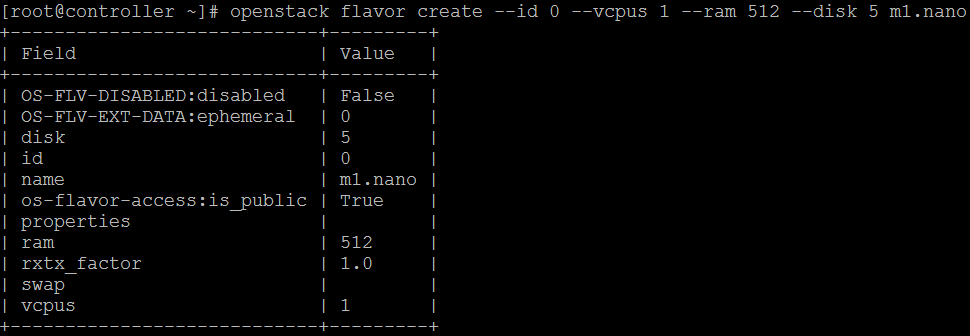 [root@controller ~]# openstack flavor create --id 0 --vcpus 1 --ram 512 --disk 5 m1.nano
+----------------------------+---------+
| Field                      | Value   |
+----------------------------+---------+
| OS-FLV-DISABLED:disabled   | False   |
| OS-FLV-EXT-DATA:ephemeral  | 0       |
| disk                       | 5       |
| id                         | 0       |
| name                       | m1.nano |
| os-flavor-access:is_public | True    |
| properties                 |         |
| ram                        | 512     |
| rxtx_factor                | 1.0     |
| swap                       |         |
| vcpus                      | 1       |
+----------------------------+---------+